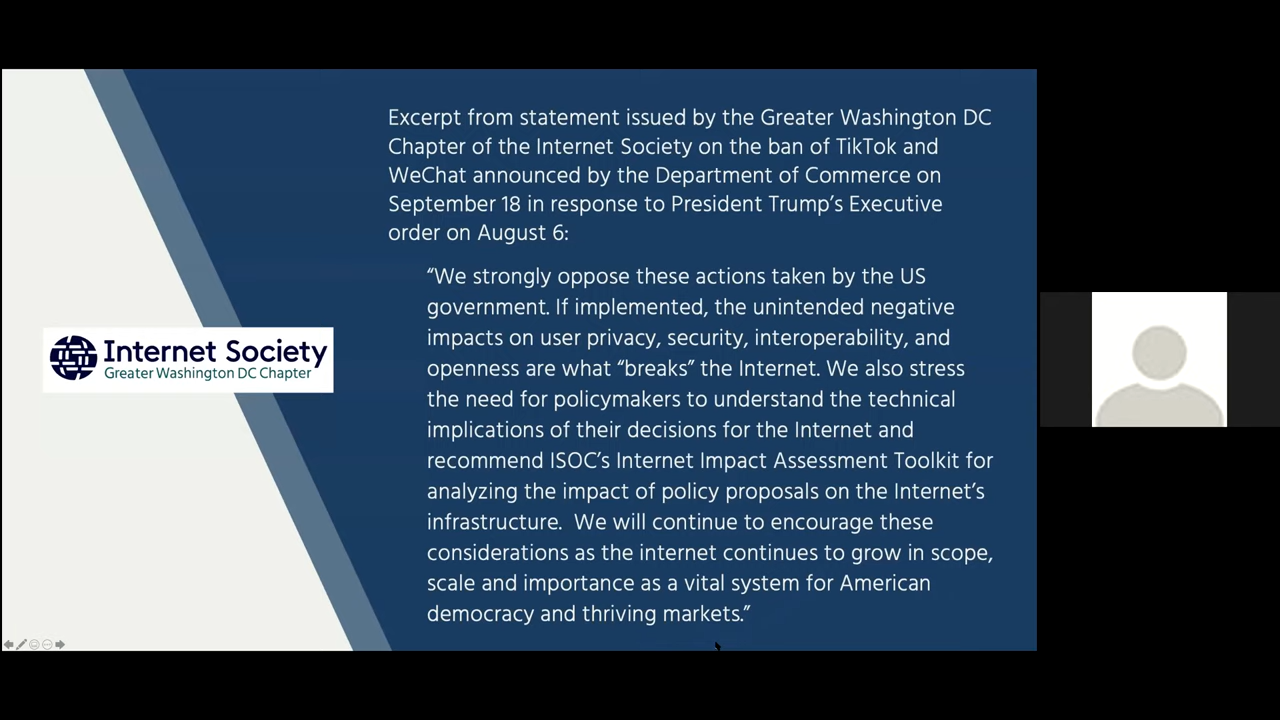 Excerpt from statement issued by the Greater Washington DC
Chapter of the Internet Society on the ban of TikTok and
WeChat announced by the Department of Commerce on
September 18 in response to President Trump’s Executive
order on August 6:
“We strongly oppose these actions taken by the US
government. If implemented, the unintended negative
impacts on user privacy, security, interoperability, and
openness are what “breaks” the Internet. We also stress
the need for policymakers to understand the technical
implications of their decisions for the Internet and
recommend ISOC’s Internet Impact Assessment Toolkit for
analyzing the impact of policy proposals on the Internet’s
infrastructure.  We will continue to encourage these
considerations as the internet continues to grow in scope,
scale and importance as a vital system for American
democracy and thriving markets.”
Internet Society
Greater Washington DC Chapter